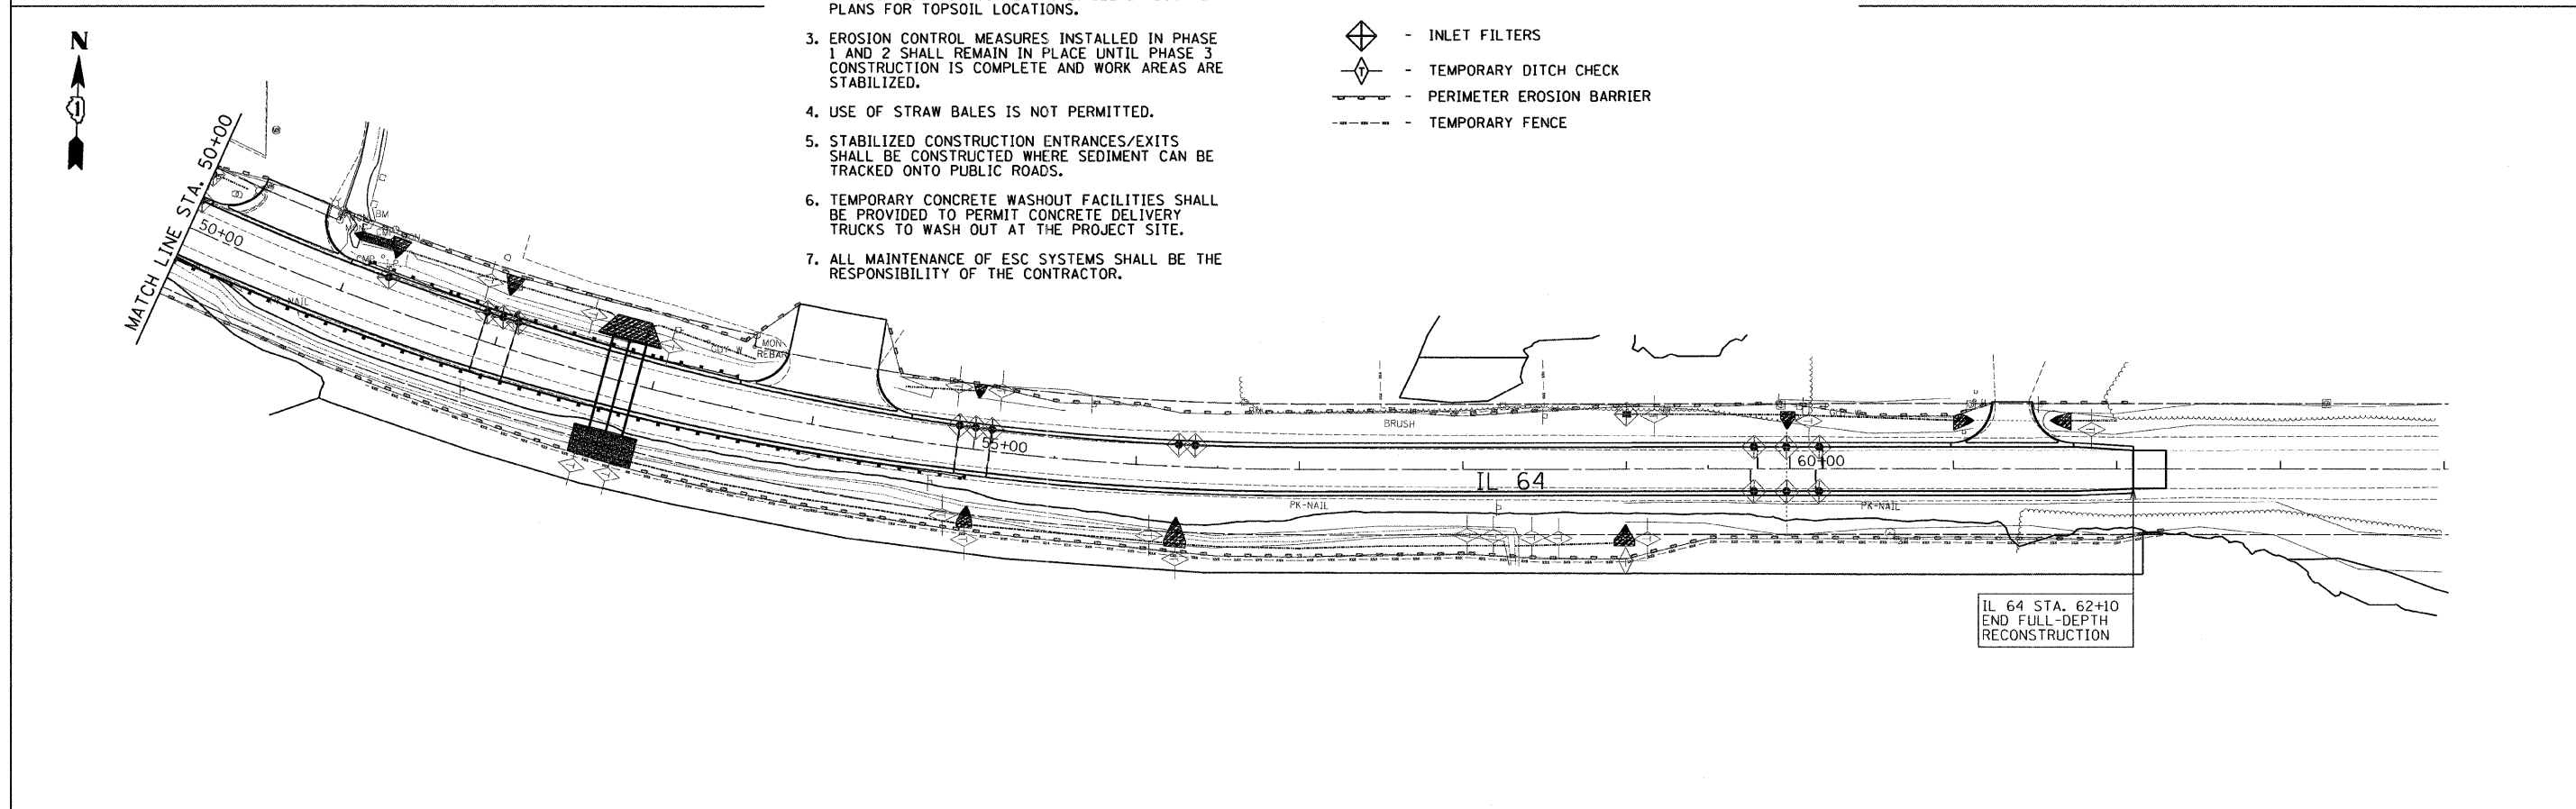 PLANS FOR TOPSOIL LOCATIONS.
3. EROSION CONTROL MEASURES INSTALLED IN PHASE
1 AND 2 SHALL REMAIN IN PLACE UNTIL PHASE 3
CONSTRUCTION IS COMPLETE AND WORK AREAS ARE
STABILIZED.
4. USE OF STRAW BALES IS NOT PERMITTED.
5. STABILIZED CONSTRUCTION ENTRANCES/EXITS
SHALL BE CONSTRUCTED WHERE SEDIMENT CAN BE
TRACKED ONTO PUBLIC ROADS.
6. TEMPORARY CONCRETE WASHOUT FACILITIES SHALL
BE PROVIDED TO PERMIT CONCRETE DELIVERY
TRUCKS TO WASH OUT AT THE PROJECT SITE.
7. ALL MAINTENANCE OF ESC SYSTEMS SHALL BE THE
RESPONSIBILITY OF THE CONTRACTOR.
- INLET FILTERS
T - TEMPORARY DITCH CHECK
- PERIMETER EROSION BARRIER
- TEMPORARY FENCE
N
1
MATCH LINE STA. 50+00
50+00
BM
CMP
NAIL
GUY W
MON
REBAR
55+00
BRUSH
IL 64
60+00
PK-NAIL
PK-NAIL
IL 64 STA. 62+10
END FULL-DEPTH
RECONSTRUCTION